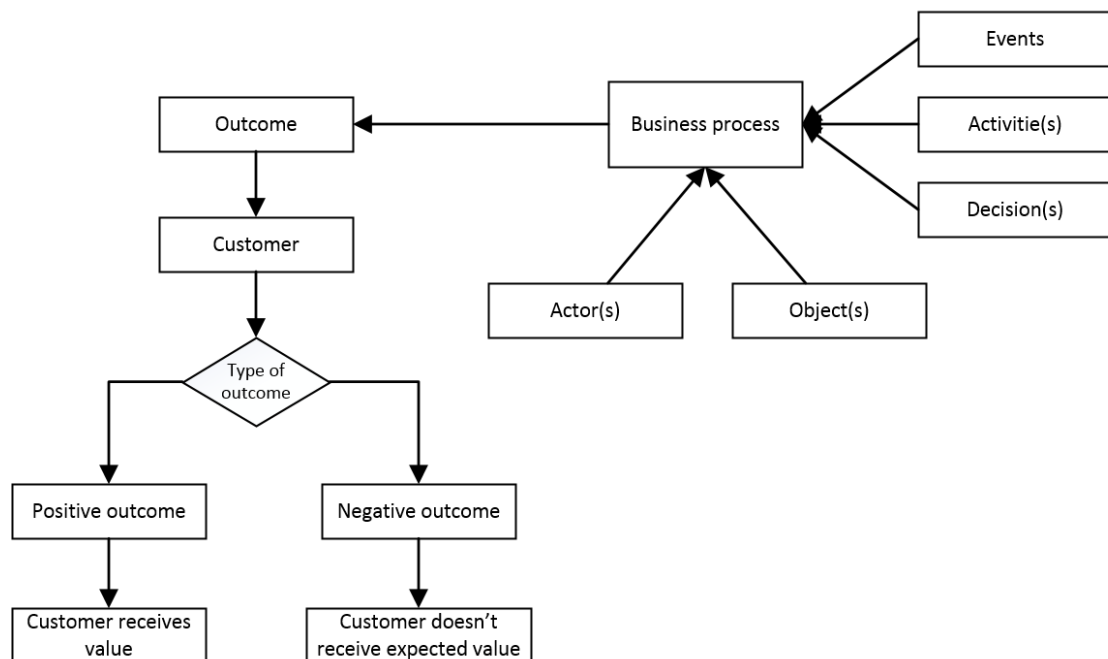 Events
Outcome
Business process
Activitie(s)
Decision(s)
Customer
Actor(s)
Object(s)
Type of
outcome
Positive outcome
Negative outcome
Customer receives
value
Customer doesn’t
receive expected value